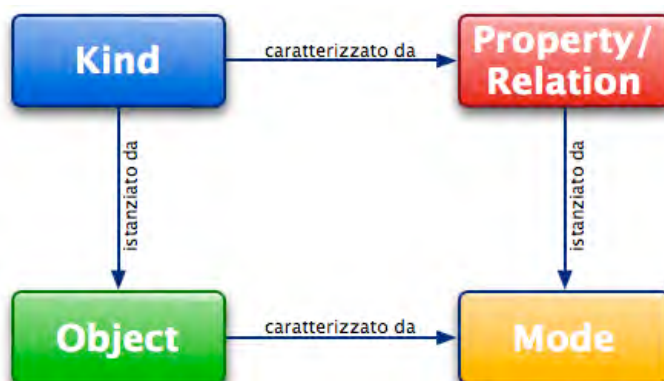 Kind
caratterizzato da
Property/
Relation
istanziato da
istanziato da
Object
caratterizzato da
Mode